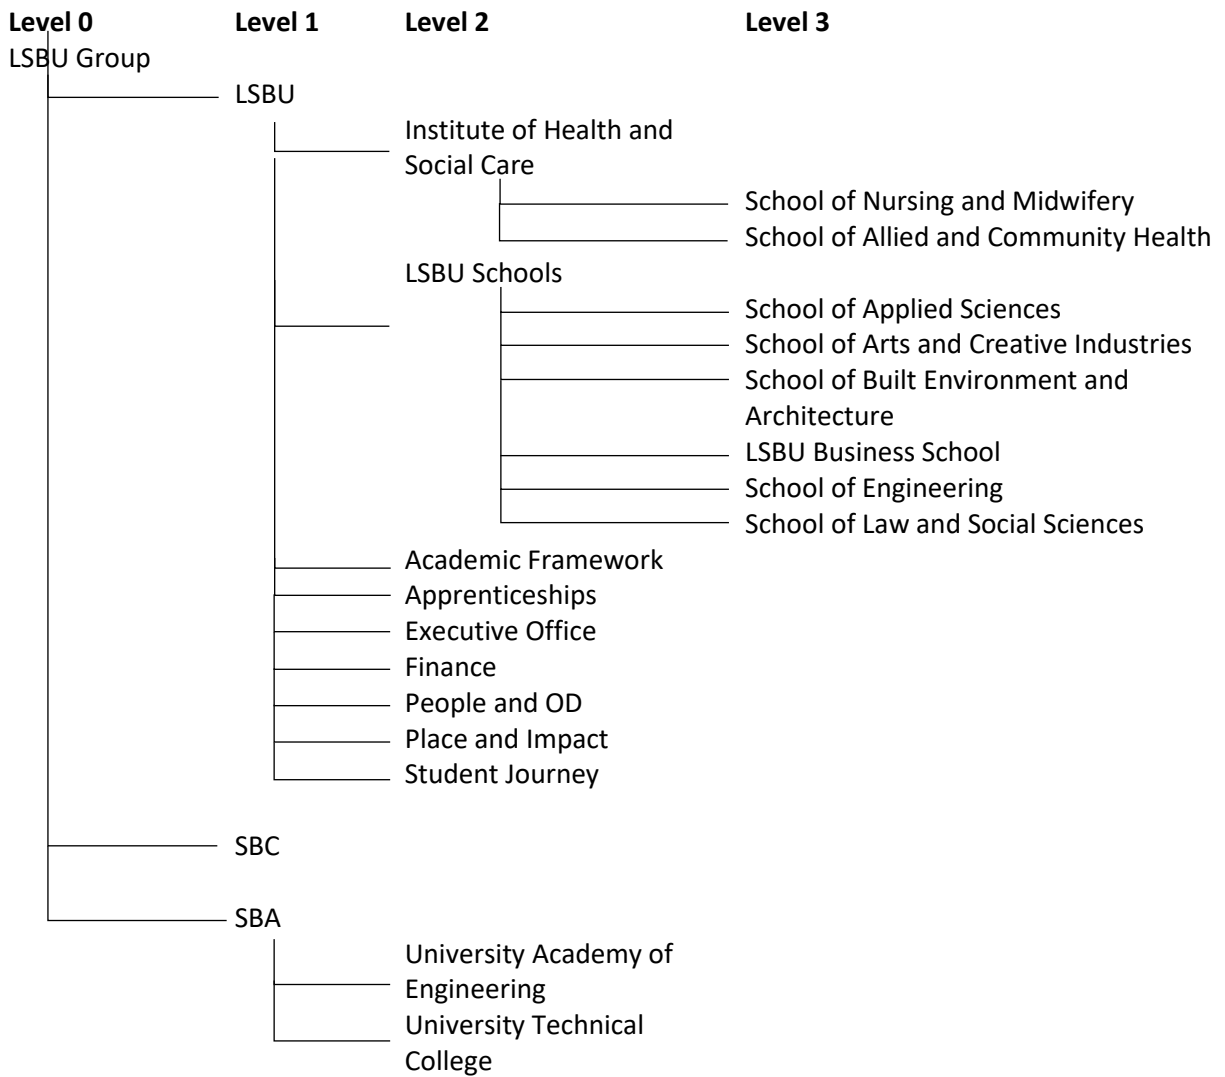 Level 0 Level 1 Level 2 Level 3
LSBU Group
LSBU
Institute of Health and
Social Care
School of Nursing and Midwifery
School of Allied and Community Health
LSBU Schools
School of Applied Sciences
School of Arts and Creative Industries
School of Built Environment and
Architecture
LSBU Business School
School of Engineering
School of Law and Social Sciences
Academic Framework
Apprenticeships
Executive Office
Finance
People and OD
Place and Impact
Student Journey
SBC
SBA
University Academy of
Engineering
University Technical
College